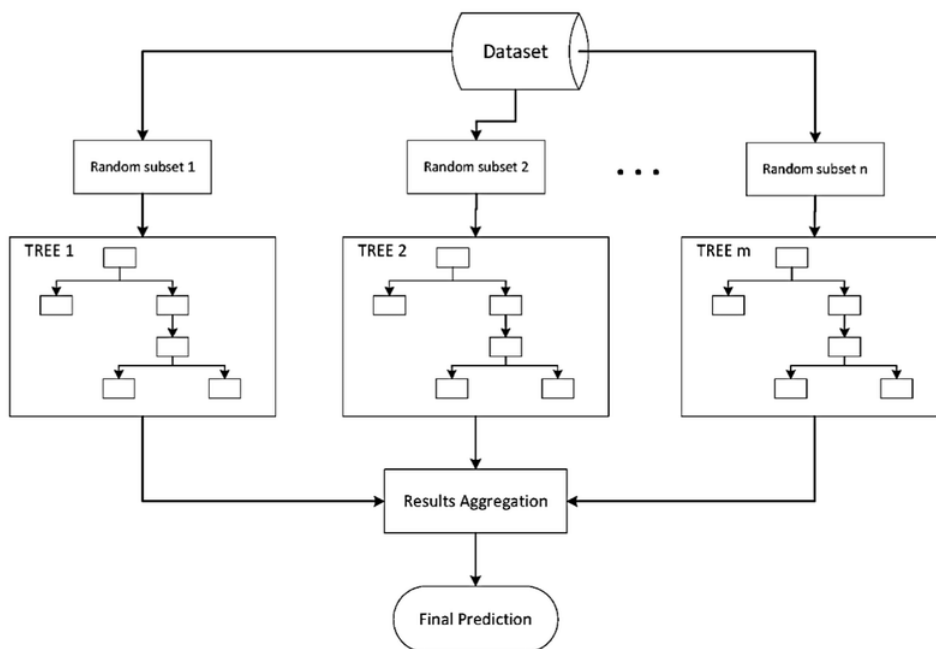 Dataset
Random subset 1
Random subset 2
. . .
Random subset n
TREE 1
TREE 2
TREE m
Results Aggregation
Final Prediction